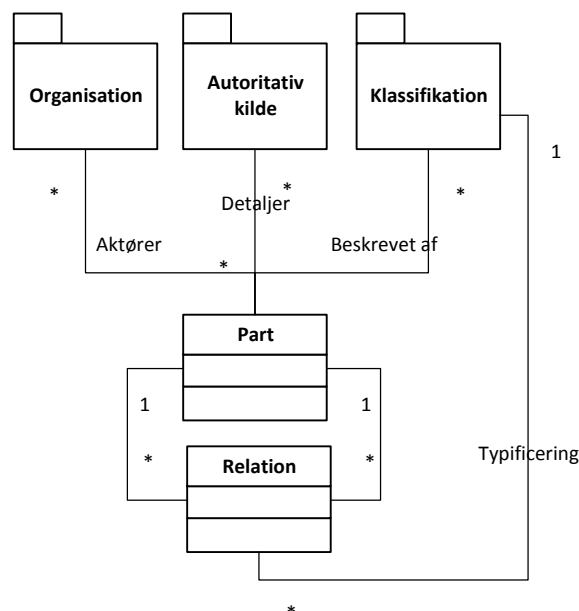 Organisation
Autoritativ
kilde
Klassifikation
1
*
*
*
Detaljer
Aktører
Beskrevet af
*
Part
1
1
*
*
Relation
Typificering
*